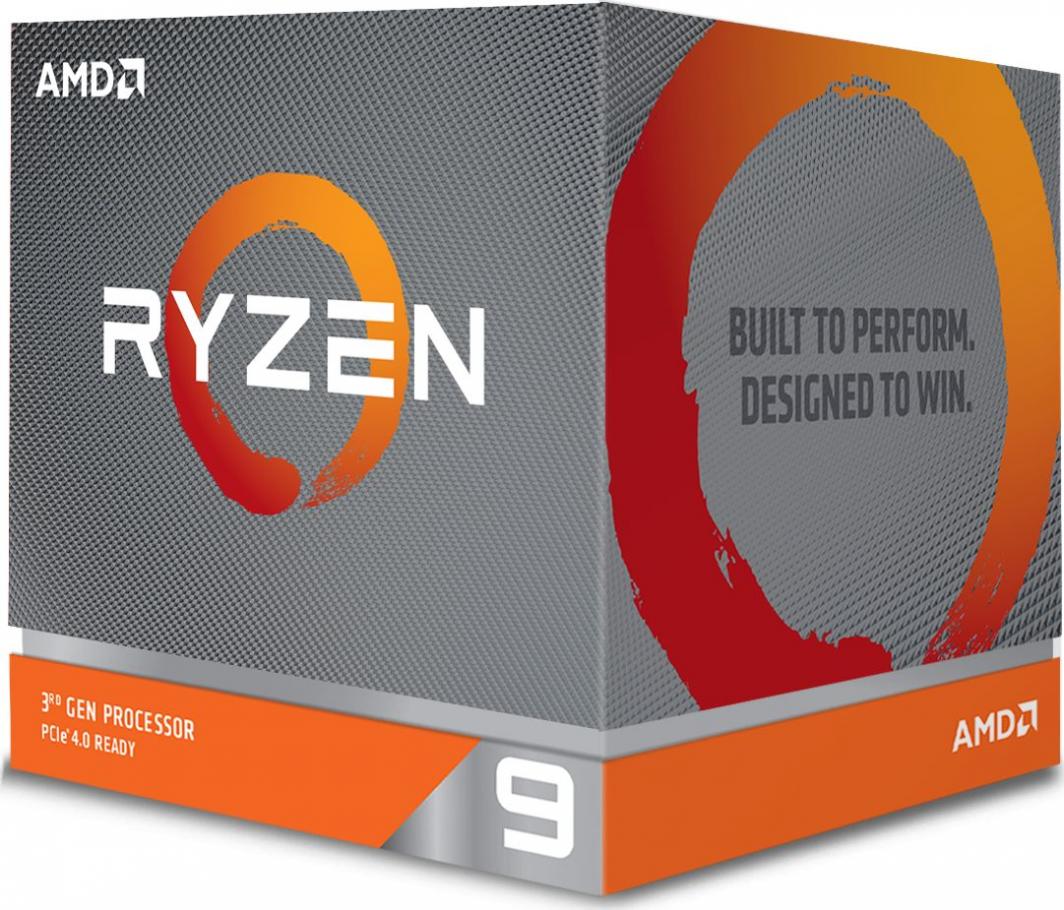 AMD
RYZEN
3RD GEN PROCESSOR
PCIe® 4.0 READY
9
BUILT TO PERFORM.
DESIGNED TO WIN.
AMD